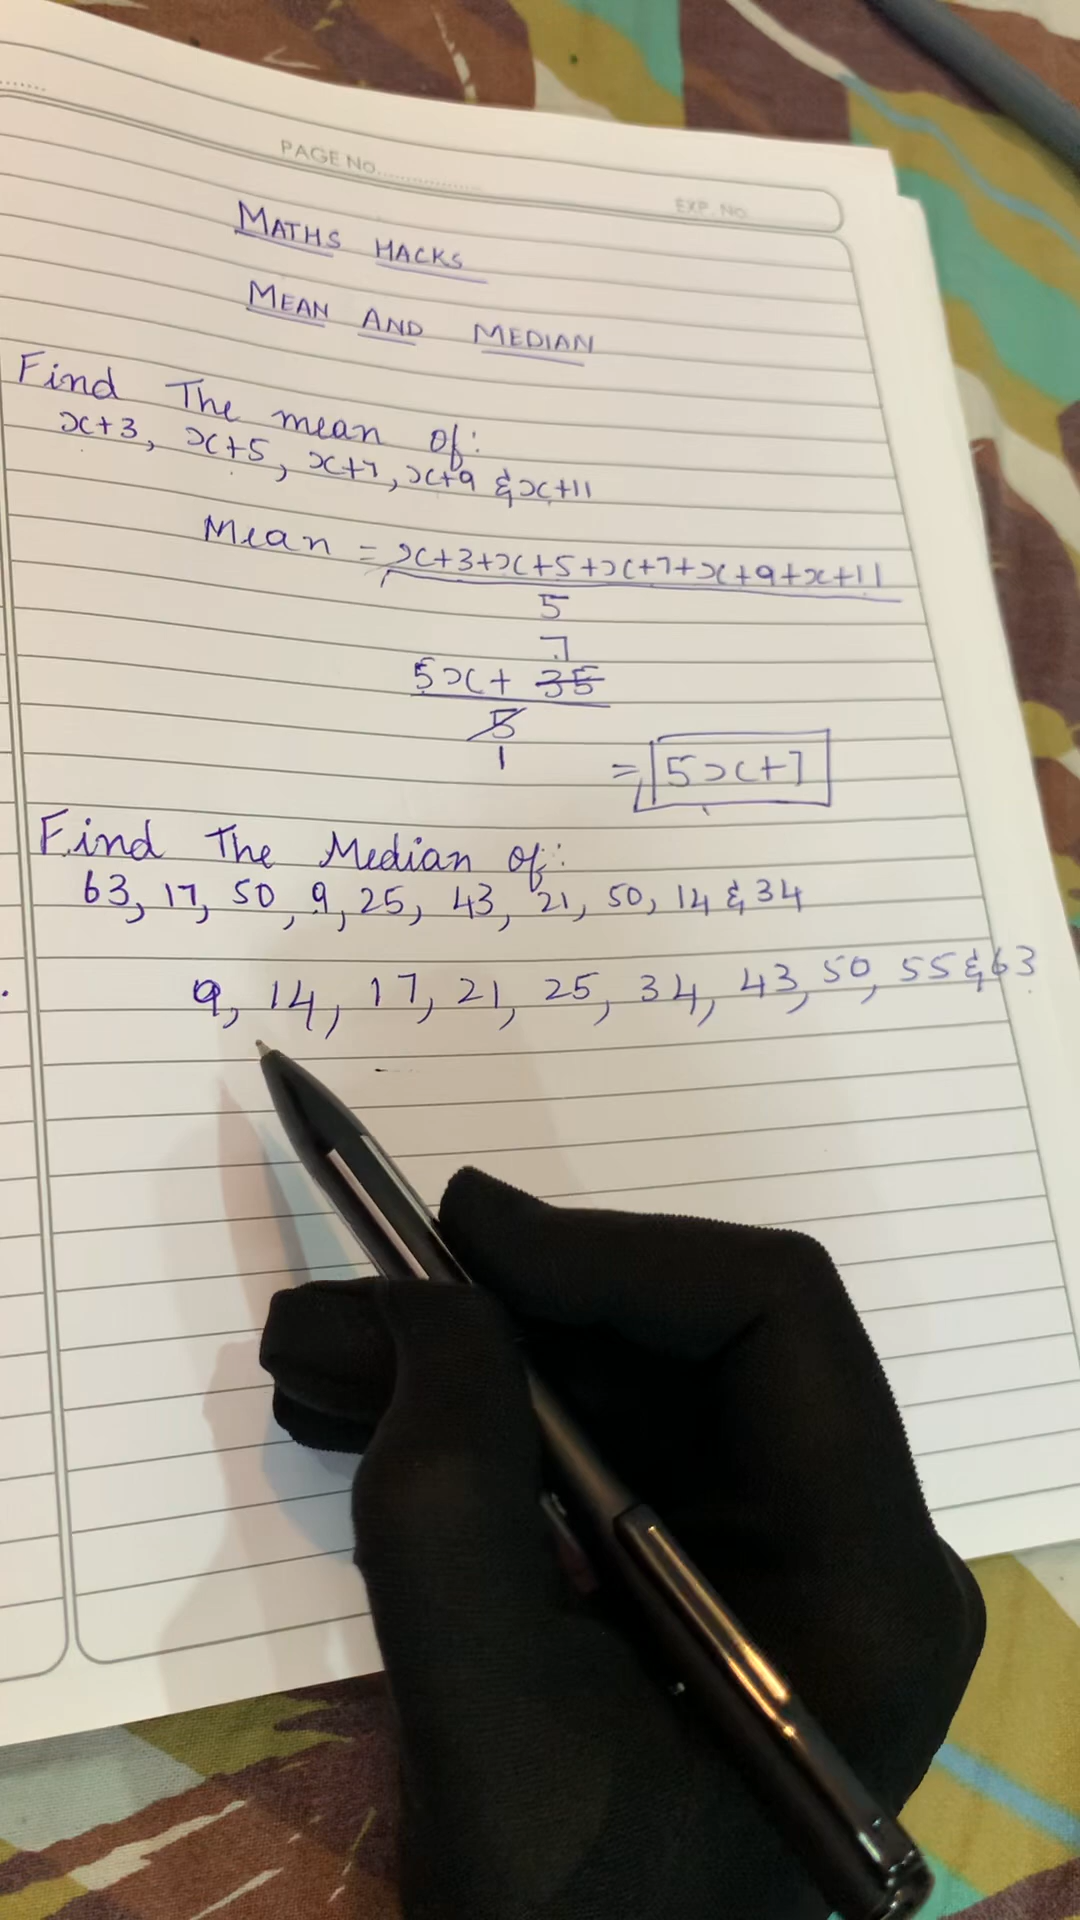 PAGE No.
EXP. No.
MATHS HACKS
MEAN AND MEDIAN
Find The mean of:
x+3, x+5, x+7, x+9 & x+11
Mean = x+3+x+5+x+7+x+9+x+11
5
7
5x+ 35
5
1
= 5x+7
Find The Median of:
63, 17, 50, 9, 25, 43, 21, 50, 14 & 34
9, 14, 17, 21, 25, 34, 43, 50, 55 & 63